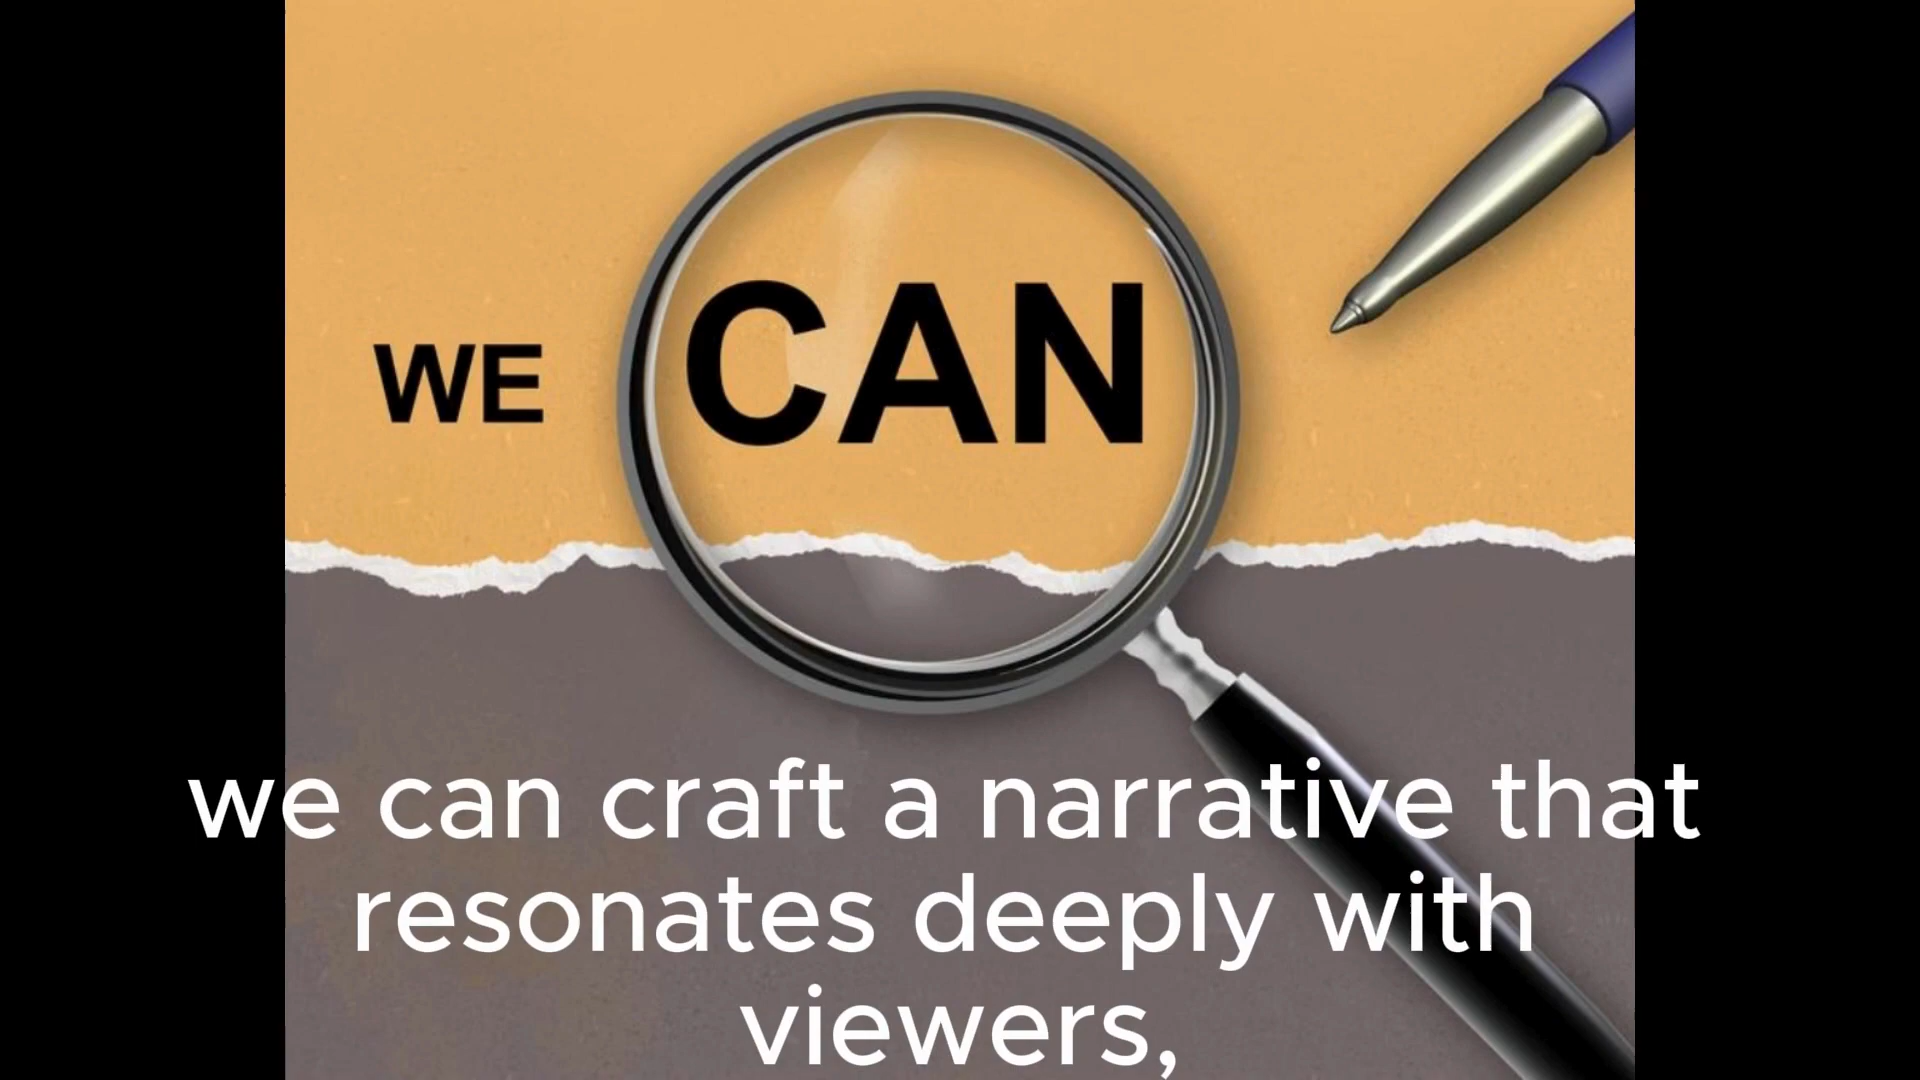 WE CAN
we can craft a narrative that
resonates deeply with
viewers,